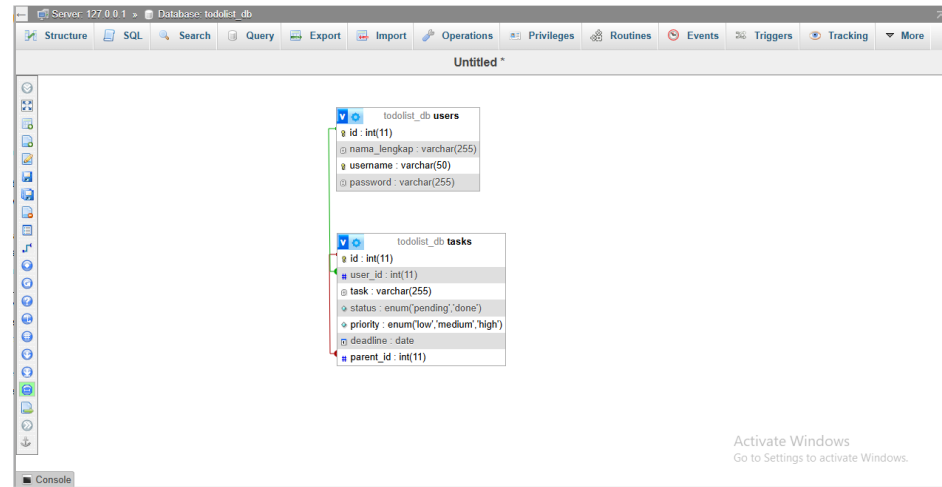 Server: 127.0.0.1 » Database: todolist_db
Structure SQL Search Query Export Import Operations Privileges Routines Events Triggers Tracking More
Untitled *
todolist_db users
id : int(11)
nama_lengkap : varchar(255)
username : varchar(50)
password : varchar(255)
todolist_db tasks
id : int(11)
user_id : int(11)
task : varchar(255)
status : enum('pending','done')
priority : enum('low','medium','high')
deadline : date
parent_id : int(11)
Activate Windows
Go to Settings to activate Windows.
Console